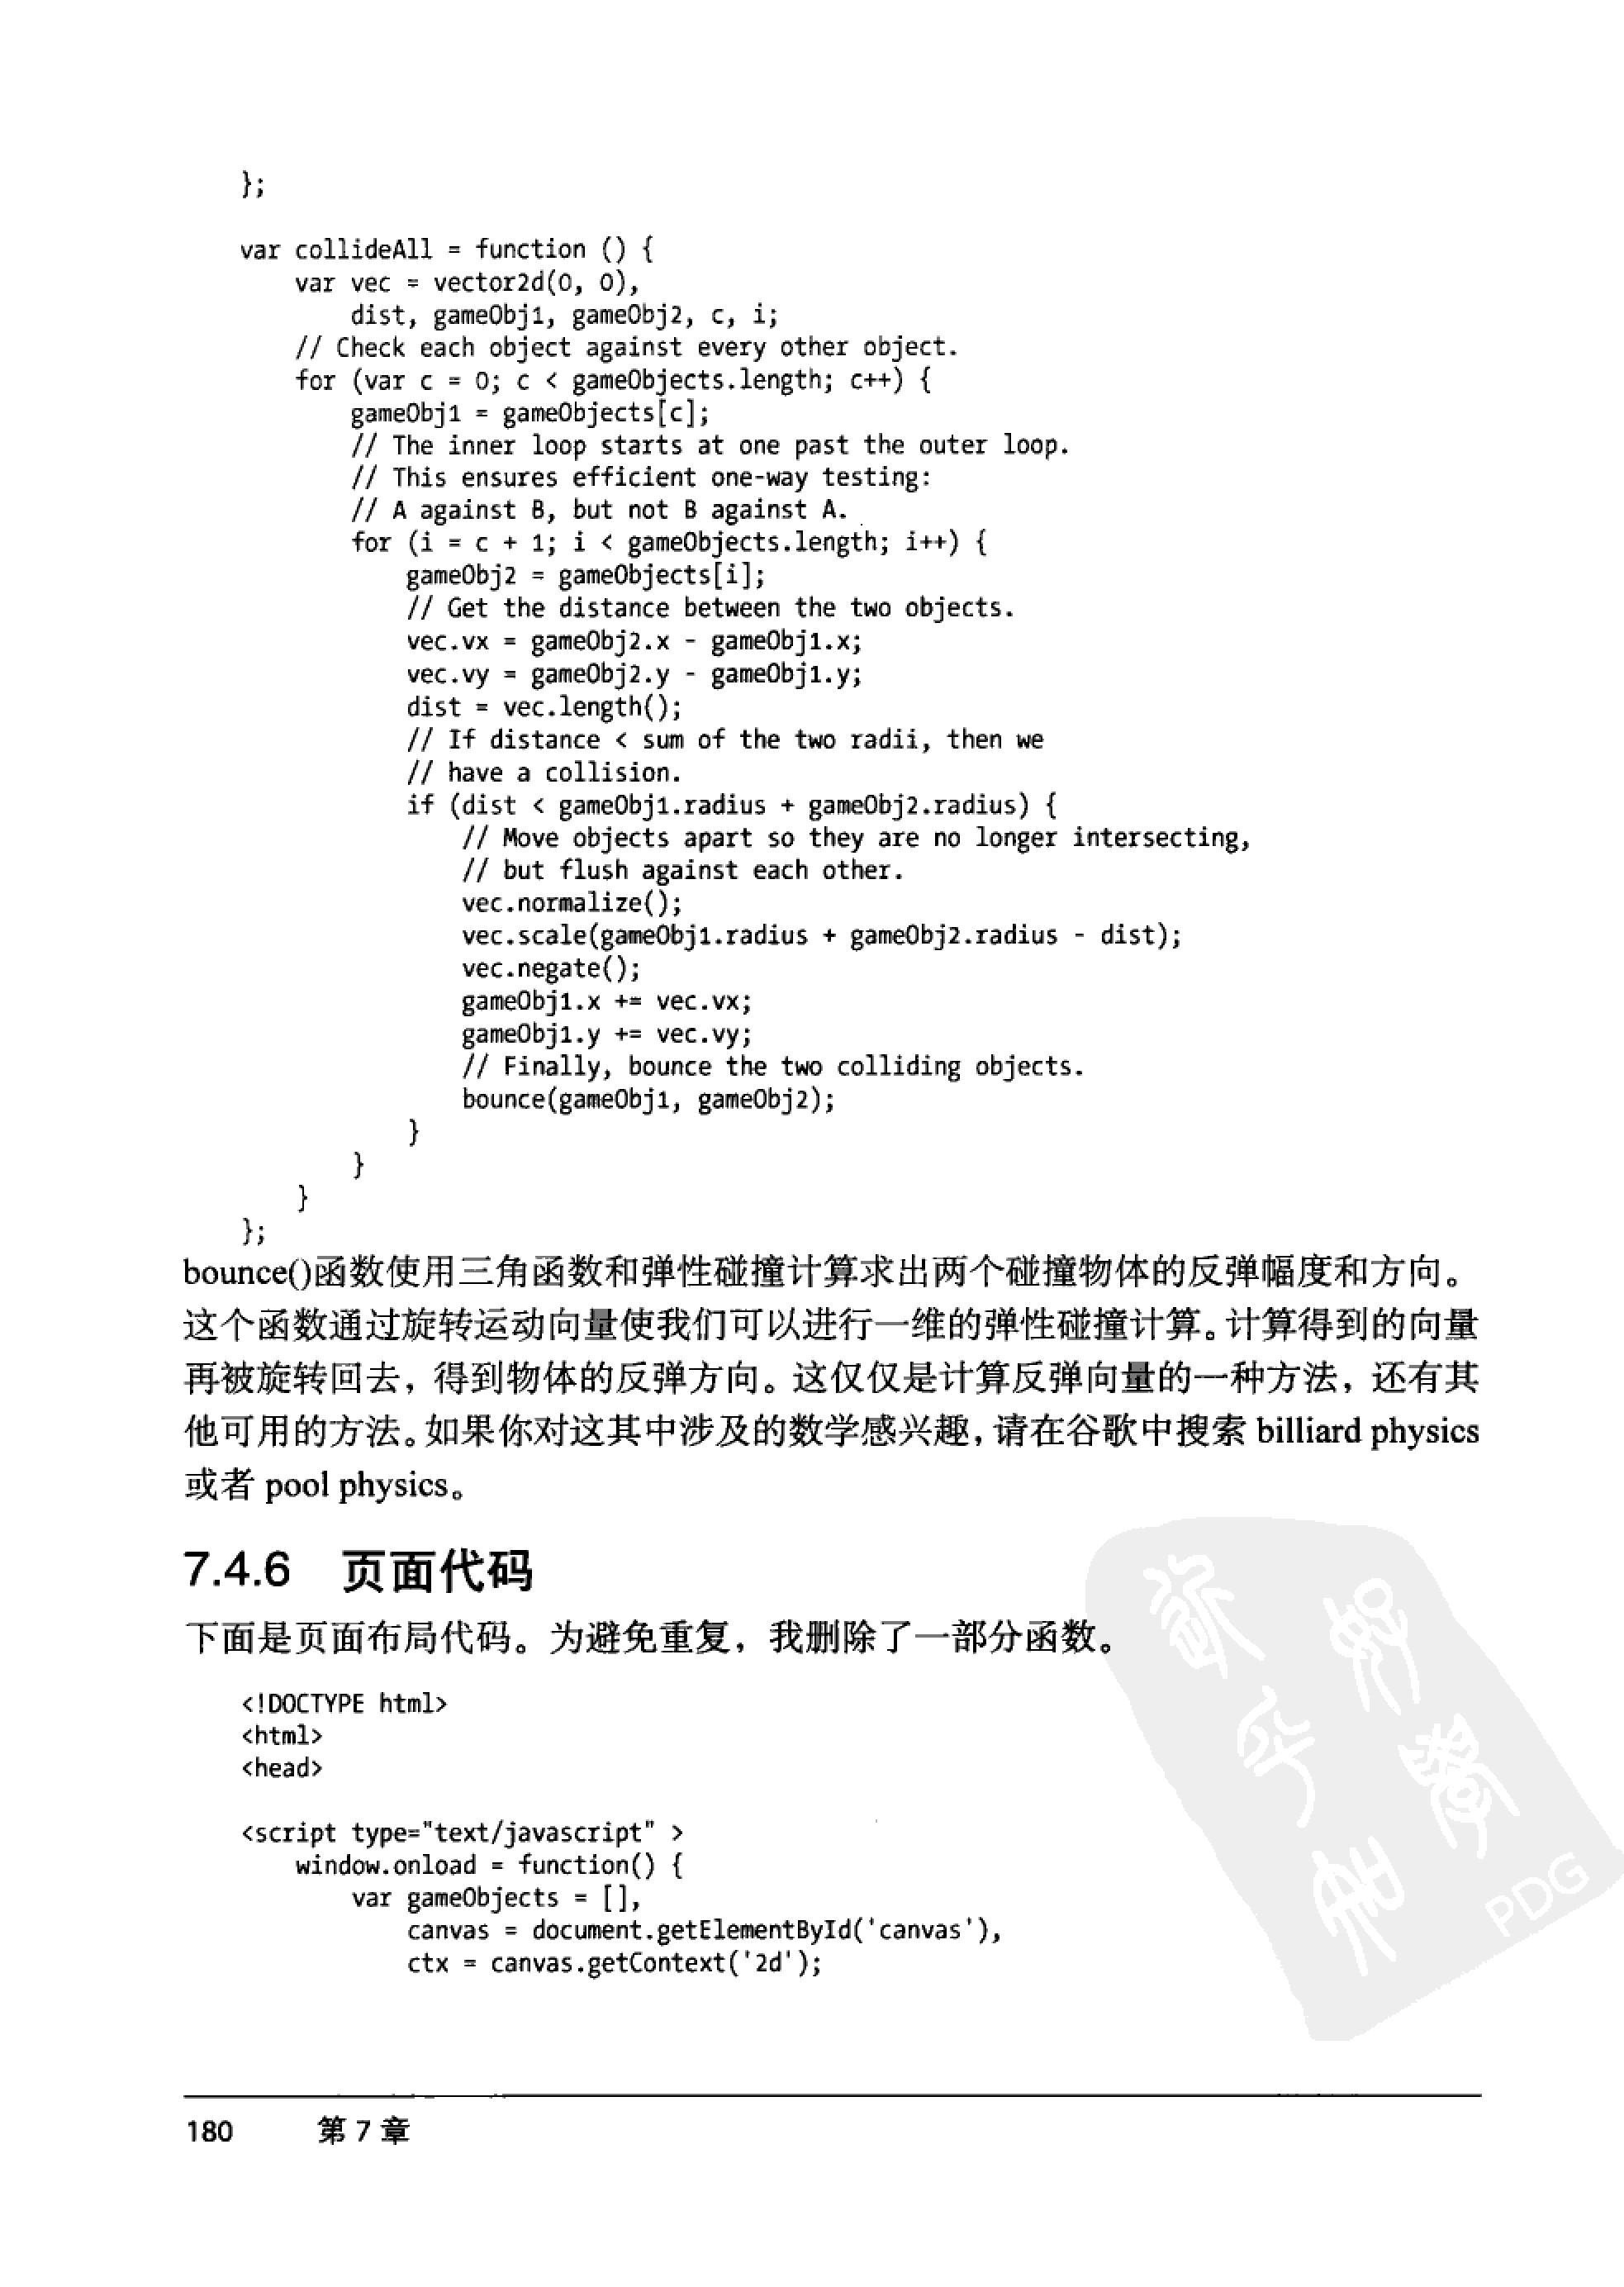 };
var collideAll = function () {
var vec = vector2d(0, 0),
dist, gameObj1, gameObj2, c, i;
// Check each object against every other object.
for (var c = 0; c < gameObjects.length; c++) {
gameObj1 = gameObjects[c];
// The inner loop starts at one past the outer loop.
// This ensures efficient one-way testing:
// A against B, but not B against A.
for (i = c + 1; i < gameObjects.length; i++) {
gameObj2 = gameObjects[i];
// Get the distance between the two objects.
vec.vx = gameObj2.x - gameObj1.x;
vec.vy = gameObj2.y - gameObj1.y;
dist = vec.length();
// If distance < sum of the two radii, then we
// have a collision.
if (dist < gameObj1.radius + gameObj2.radius) {
// Move objects apart so they are no longer intersecting,
// but flush against each other.
vec.normalize();
vec.scale(gameObj1.radius + gameObj2.radius - dist);
vec.negate();
gameObj1.x += vec.vx;
gameObj1.y += vec.vy;
// Finally, bounce the two colliding objects.
bounce(gameObj1, gameObj2);
}
}
}
};
bounce()函数使用三角函数和弹性碰撞计算求出两个碰撞物体的反弹幅度和方向。
这个函数通过旋转运动向量使我们可以进行一维的弹性碰撞计算。计算得到的向量
再被旋转回去，得到物体的反弹方向。这仅仅是计算反弹向量的一种方法，还有其
他可用的方法。如果你对这其中涉及的数学感兴趣，请在谷歌中搜索 billiard physics
或者 pool physics。
7.4.6 页面代码
下面是页面布局代码。为避免重复，我删除了一部分函数。
<!DOCTYPE html>
<html>
<head>
<script type="text/javascript" >
window.onload = function() {
var gameObjects = [],
canvas = document.getElementById('canvas'),
ctx = canvas.getContext('2d');
PDG
180 第 7 章